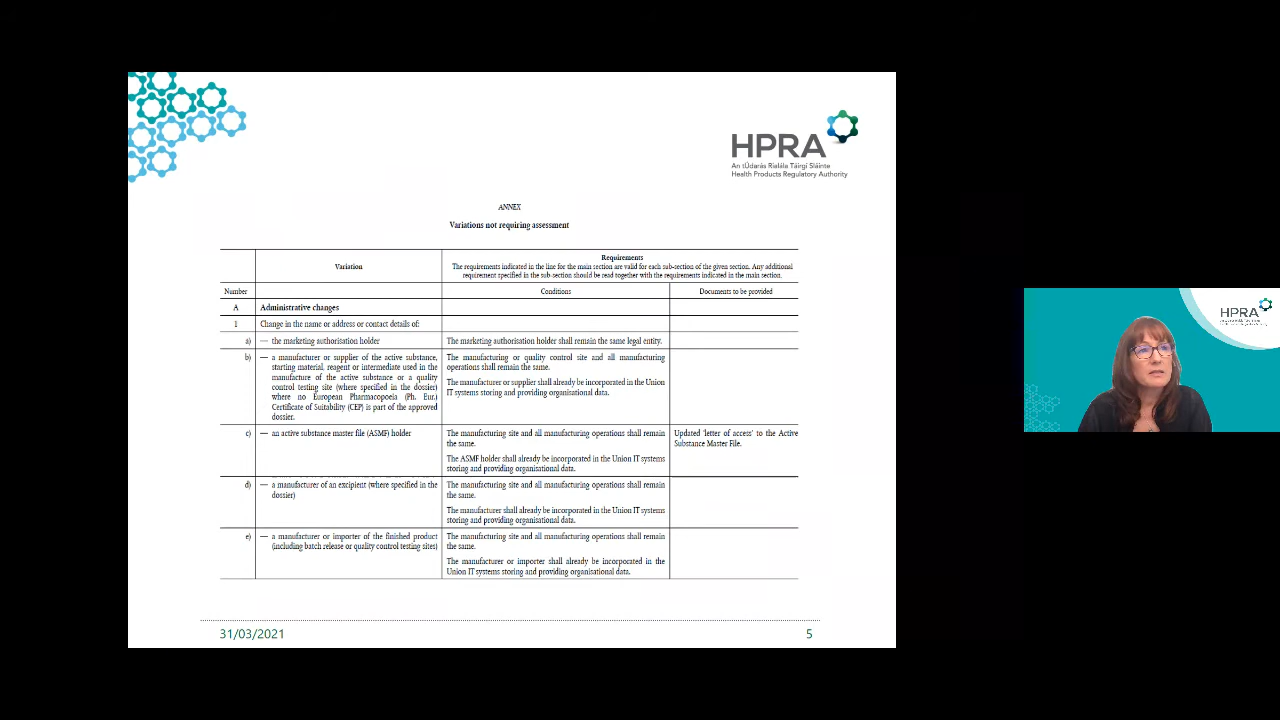 HPRA
An tÚdarás Rialála Táirgí Sláinte
Health Products Regulatory Authority
ANNEX
Variations not requiring assessment
Variation
Requirements
The requirements indicated in the line for the main section are valid for each sub-section of the given section. Any additional
requirement specified in the sub-section should be read together with the requirements indicated in the main section.
Number
Conditions
Documents to be provided
A
Administrative changes
1
Change in the name or address or contact details of:
a)
— the marketing authorisation holder
The marketing authorisation holder shall remain the same legal entity.
b)
— a manufacturer or supplier of the active substance,
starting material, reagent or intermediate used in the
manufacture of the active substance or a quality
control testing site (where specified in the dossier)
where no European Pharmacopoeia (Ph. Eur.)
Certificate of Suitability (CEP) is part of the approved
dossier.
The manufacturing or quality control site and all manufacturing
operations shall remain the same.
The manufacturer or supplier shall already be incorporated in the Union
IT systems storing and providing organisational data.
c)
— an active substance master file (ASMF) holder
The manufacturing site and all manufacturing operations shall remain
the same.
The ASMF holder shall already be incorporated in the Union IT systems
storing and providing organisational data.
Updated 'letter of access' to the Active
Substance Master File.
d)
— a manufacturer of an excipient (where specified in the
dossier)
The manufacturing site and all manufacturing operations shall remain
the same.
The manufacturer shall already be incorporated in the Union IT systems
storing and providing organisational data.
e)
— a manufacturer or importer of the finished product
(including batch release or quality control testing sites)
The manufacturing site and all manufacturing operations shall remain
the same.
The manufacturer or importer shall already be incorporated in the
Union IT systems storing and providing organisational data.
31/03/2021
5
HPRA